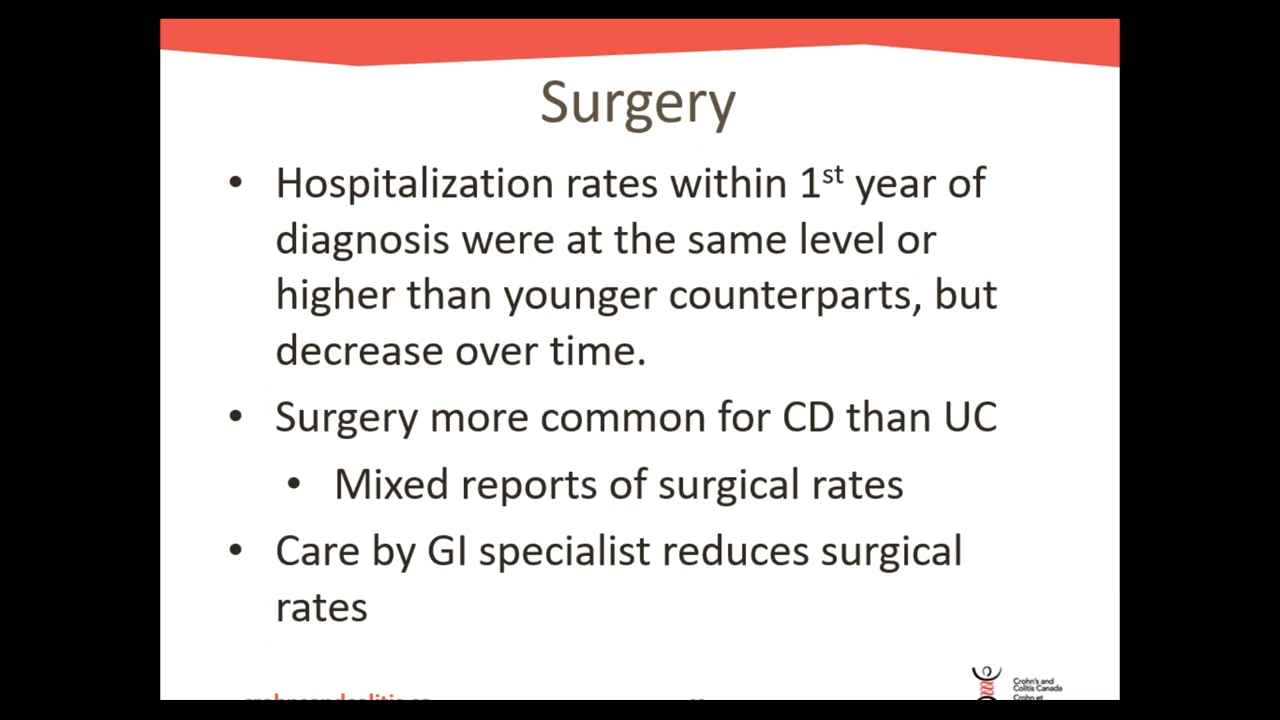 Surgery
• Hospitalization rates within 1st year of
diagnosis were at the same level or
higher than younger counterparts, but
decrease over time.
• Surgery more common for CD than UC
• Mixed reports of surgical rates
• Care by GI specialist reduces surgical
rates
Crohn's and
Colitis Canada
Crohn et